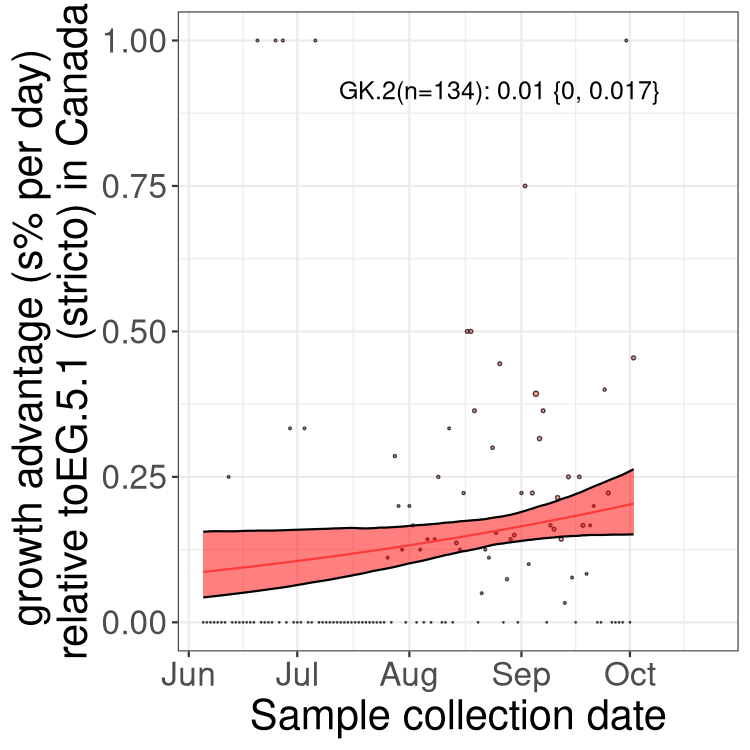 growth advantage (s% per day)
relative toEG.5.1 (stricto) in Canada
1.00
0.75
0.50
0.25
0.00
GK.2(n=134): 0.01 {0, 0.017}
Jun Jul Aug Sep Oct
Sample collection date